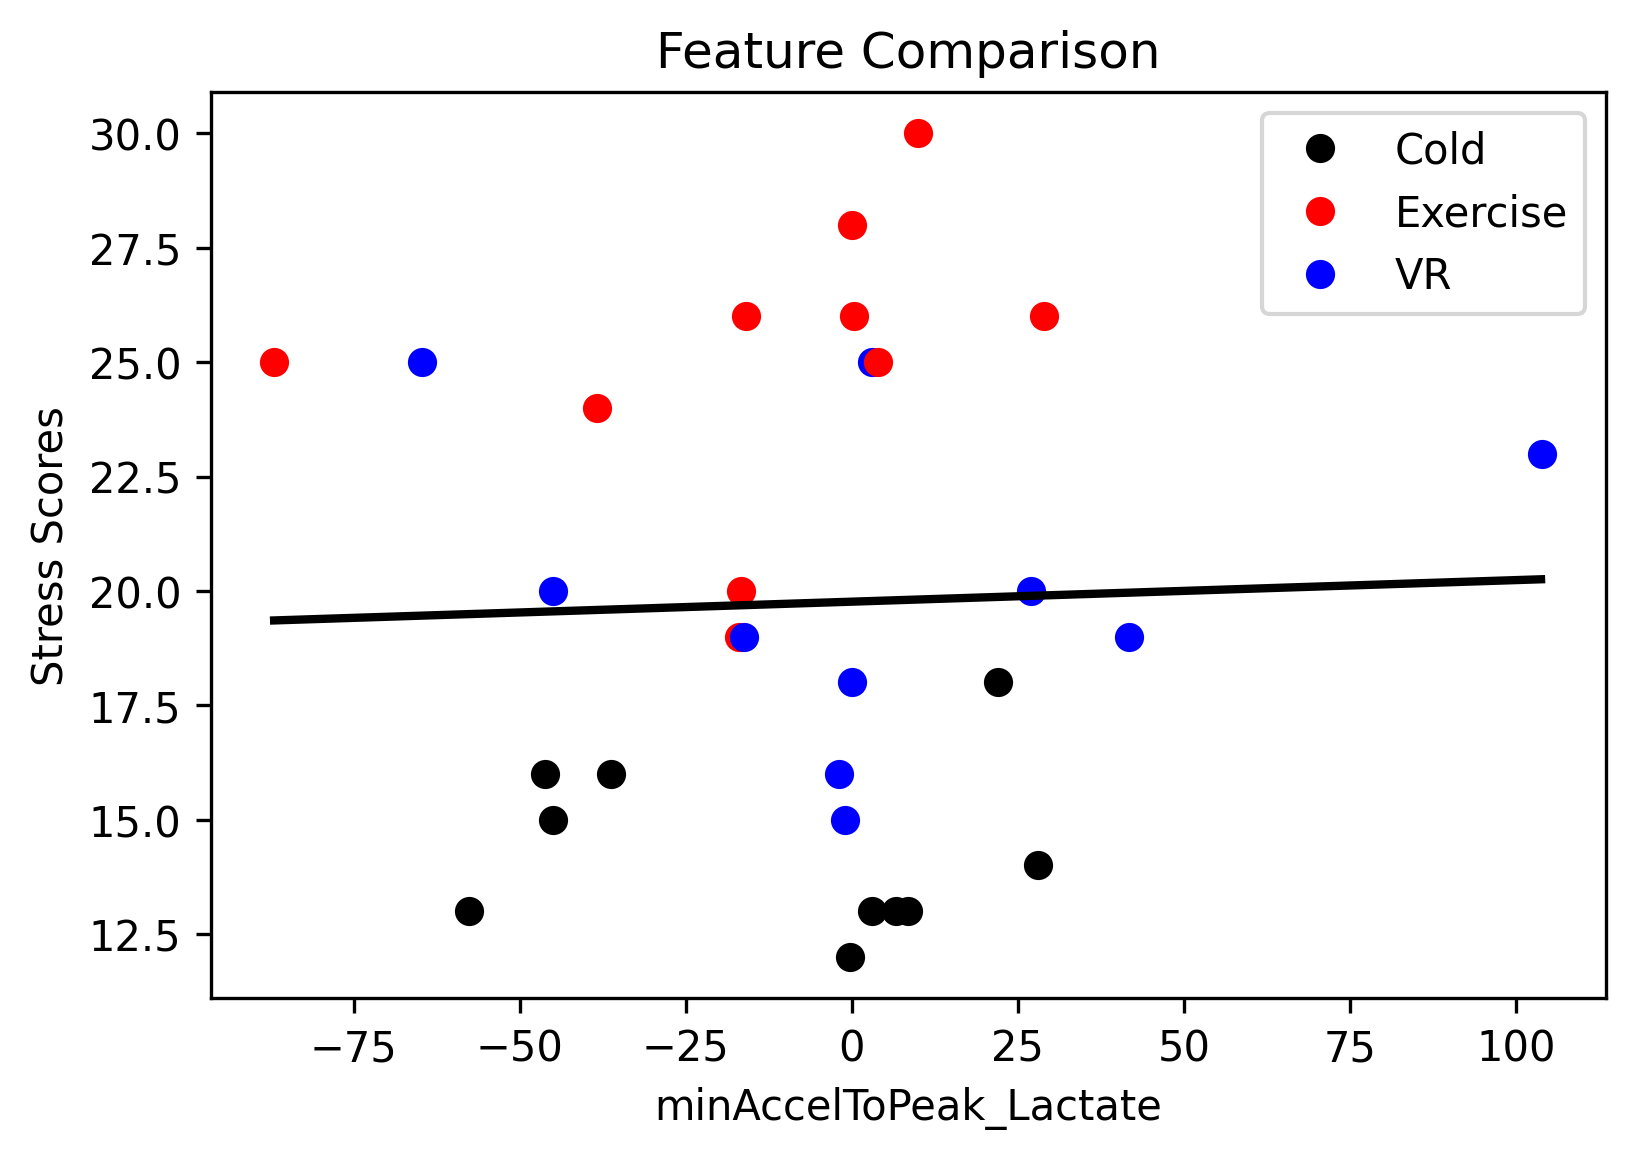 Feature Comparison
30.0
27.5
25.0
22.5
20.0
17.5
15.0
12.5
Stress Scores
Cold
Exercise
VR
−75
−50
−25
0
25
50
75
100
minAccelToPeak_Lactate